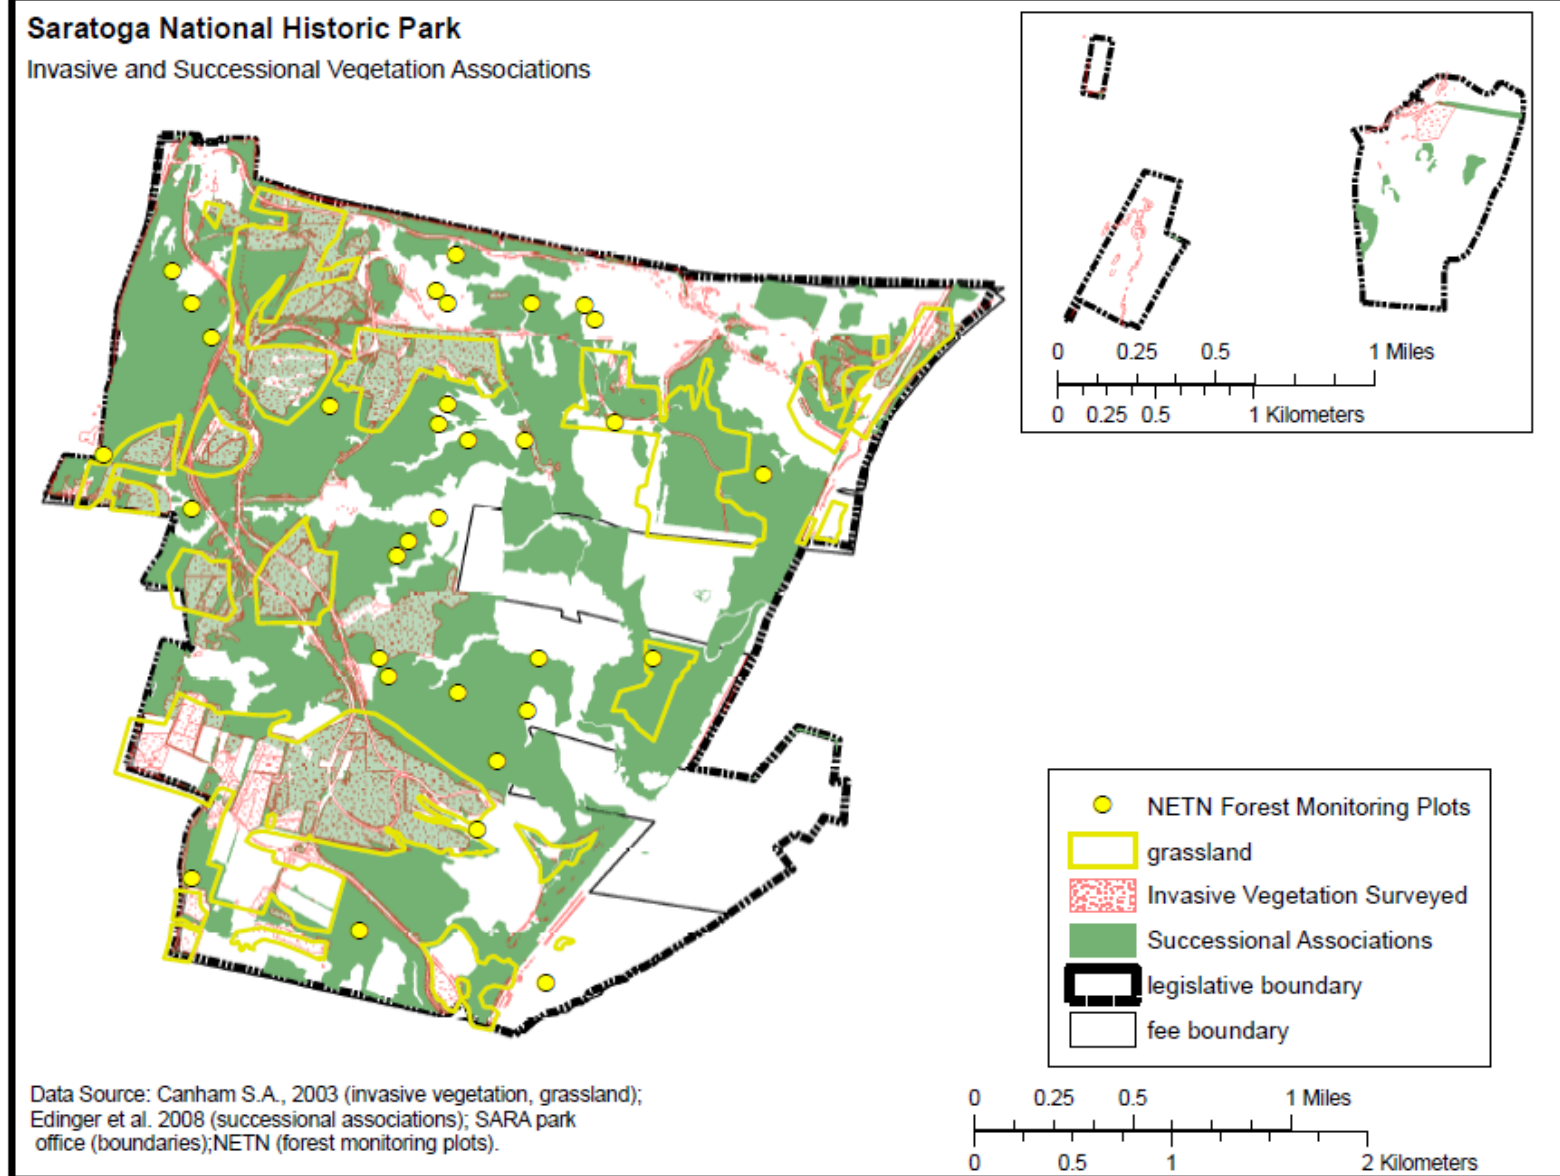 Saratoga National Historic Park
Invasive and Successional Vegetation Associations
0 0.25 0.5 1 Miles
0 0.25 0.5 1 Kilometers
NETN Forest Monitoring Plots
grassland
Invasive Vegetation Surveyed
Successional Associations
legislative boundary
fee boundary
Data Source: Canham S.A., 2003 (invasive vegetation, grassland);
Edinger et al. 2008 (successional associations); SARA park
office (boundaries);NETN (forest monitoring plots).
0 0.25 0.5 1 Miles
0 0.5 1 2 Kilometers